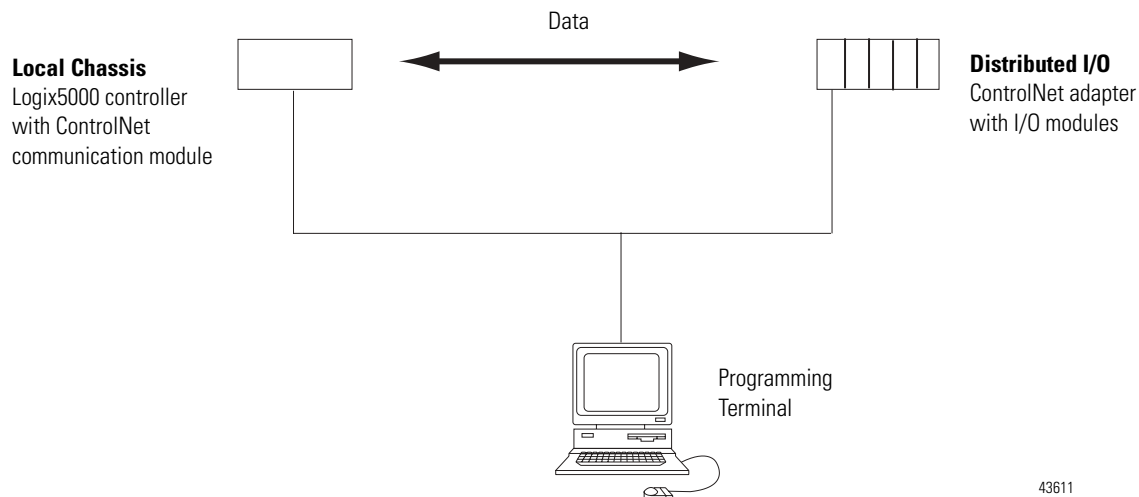 Data
Local Chassis
Logix5000 controller
with ControlNet
communication module
Distributed I/O
ControlNet adapter
with I/O modules
Programming
Terminal
43611